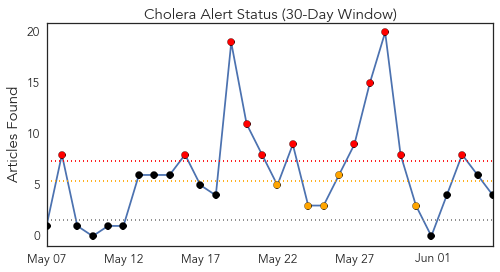 Cholera Alert Status (30-Day Window)
Articles Found
20
15
10
5
0
May 07 May 12 May 17 May 22 May 27 Jun 01